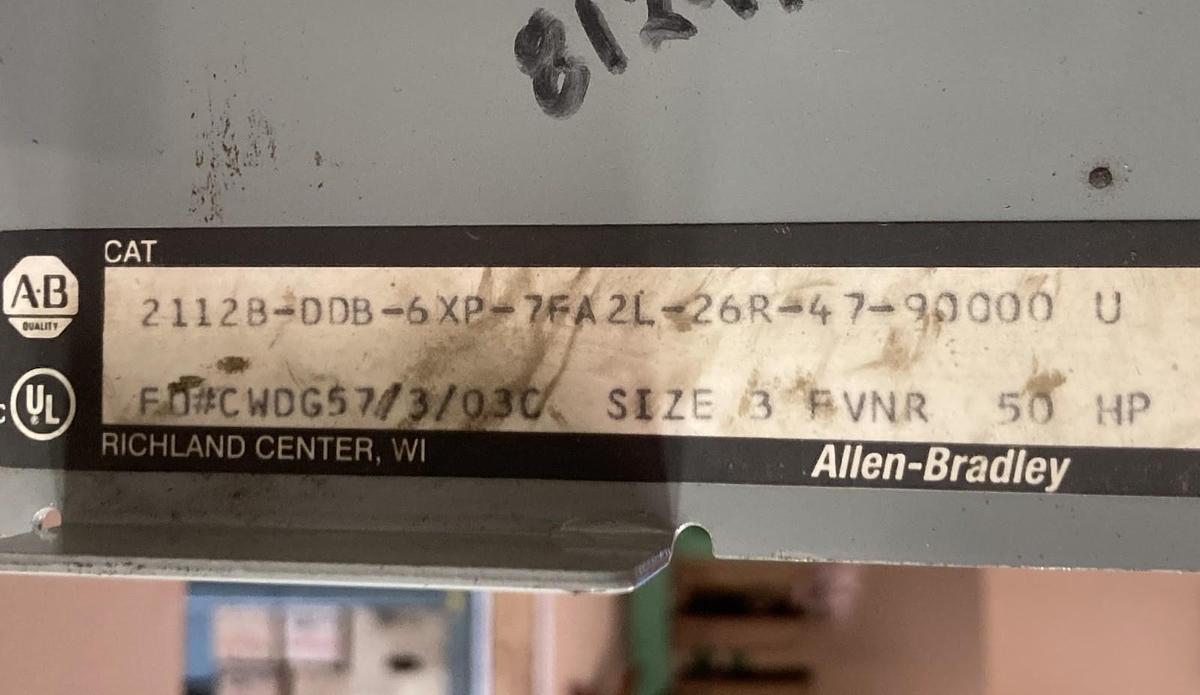 CAT
A·B
QUALITY
2112B-DDB-6XP-7FA2L-26R-47-90000 U
C UL
FO#CWDG57/3/03C SIZE 3 FVNR 50 HP
RICHLAND CENTER, WI
Allen-Bradley